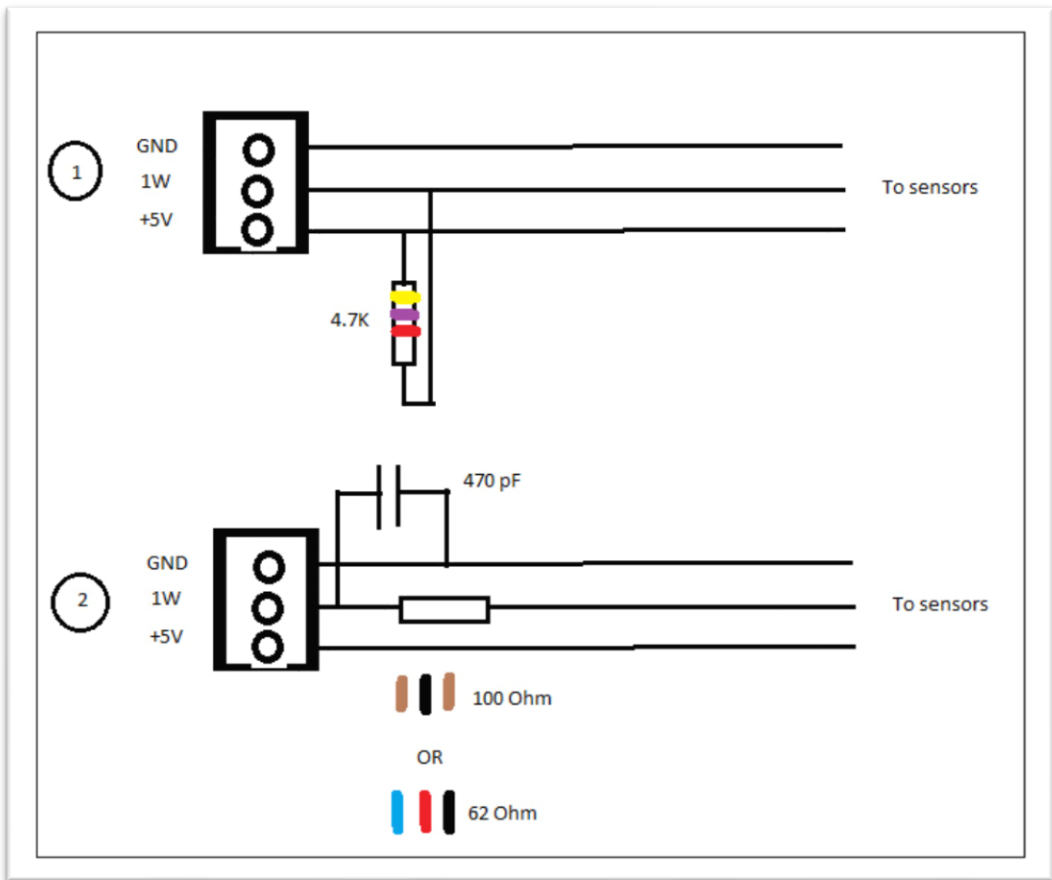 1
GND
1W
+5V
To sensors
4.7K
470 pF
2
GND
1W
+5V
To sensors
100 Ohm
OR
62 Ohm